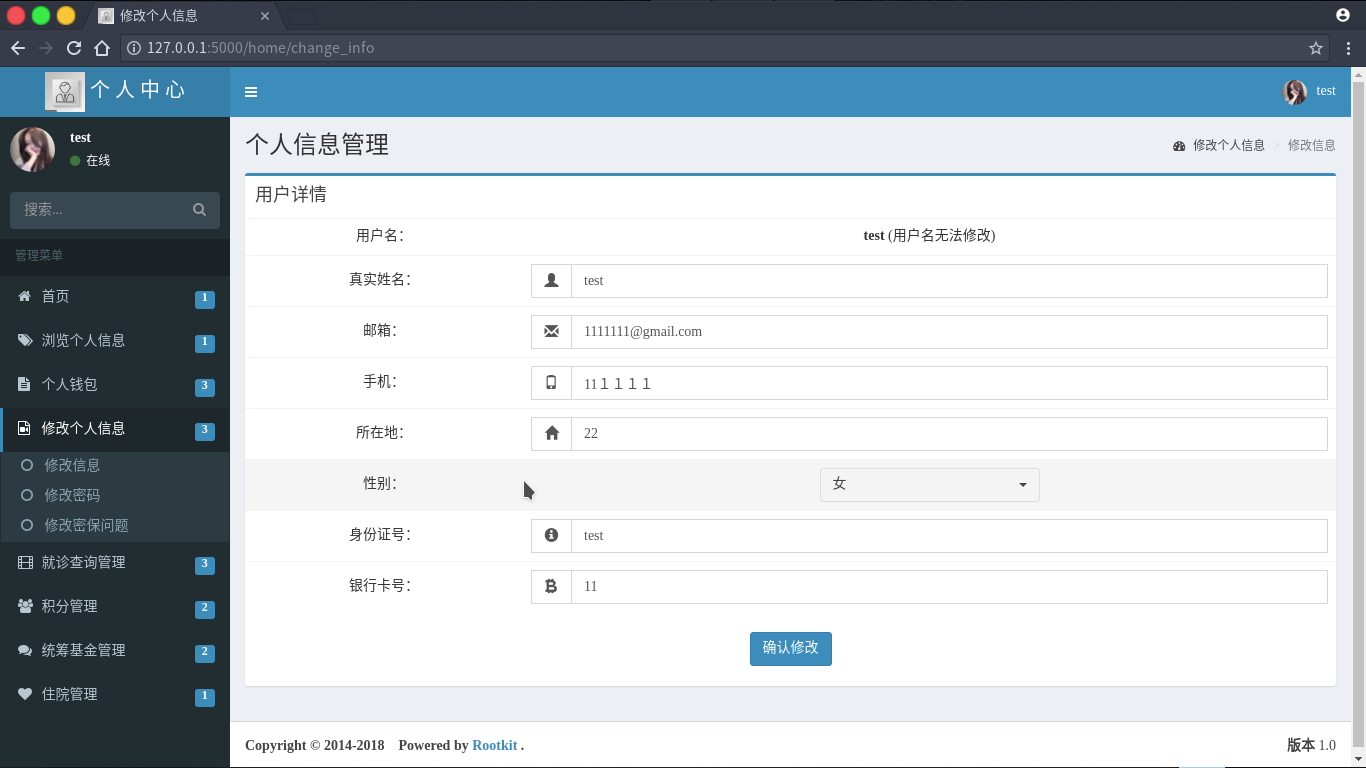 修改个人信息
127.0.0.1:5000/home/change_info
个人中心
test
test
在线
搜索...
管理菜单
首页 1
浏览个人信息 1
个人钱包 3
修改个人信息 3
修改信息
修改密码
修改密保问题
就诊查询管理 3
积分管理 2
统筹基金管理 2
住院管理 1
个人信息管理
修改个人信息 > 修改信息
用户详情
用户名： test (用户名无法修改)
真实姓名： test
邮箱： 1111111@gmail.com
手机： 11１１１１
所在地： 22
性别： 女
身份证号： test
银行卡号： 11
确认修改
Copyright © 2014-2018 Powered by Rootkit .
版本 1.0